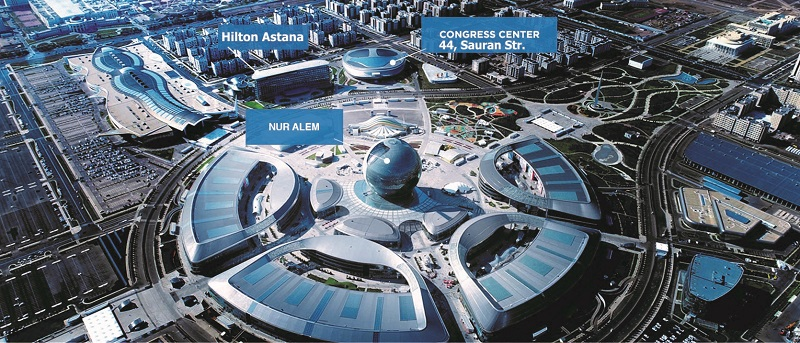 Hilton Astana
CONGRESS CENTER
44, Sauran Str.
NUR ALEM